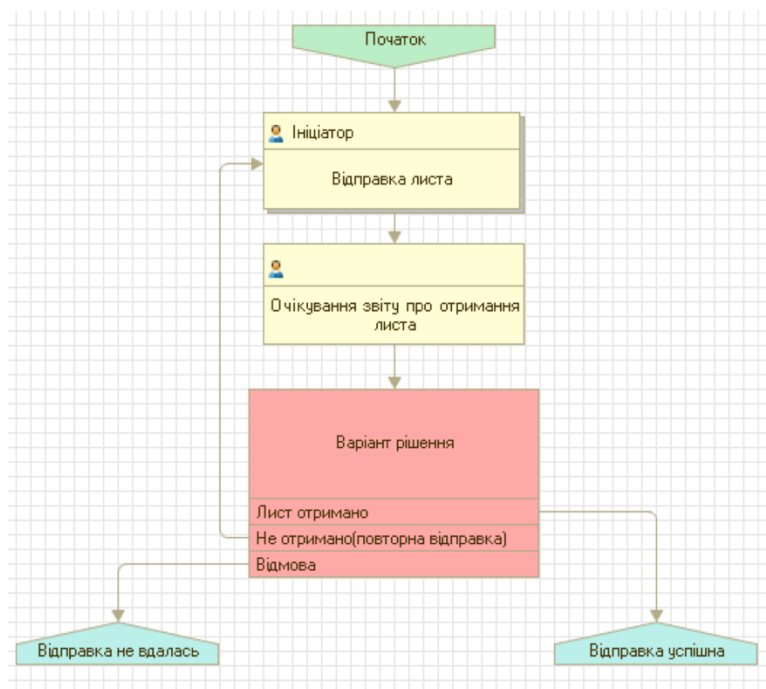 Початок
Ініціатор
Відправка листа
Очікування звіту про отримання
листа
Варіант рішення
Лист отримано
Не отримано(повторна відправка)
Відмова
Відправка не вдалась
Відправка успішна